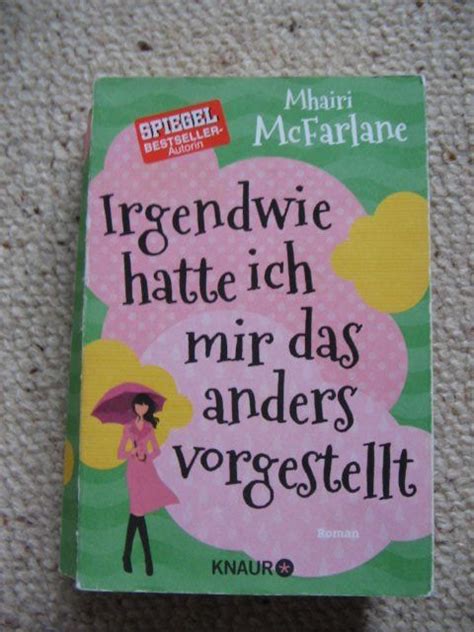 Mhairi
McFarlane
SPIEGEL
BESTSELLER-
Autorin
Irgendwie
hatte ich
mir das
anders
vorgestellt
Roman
KNAUR